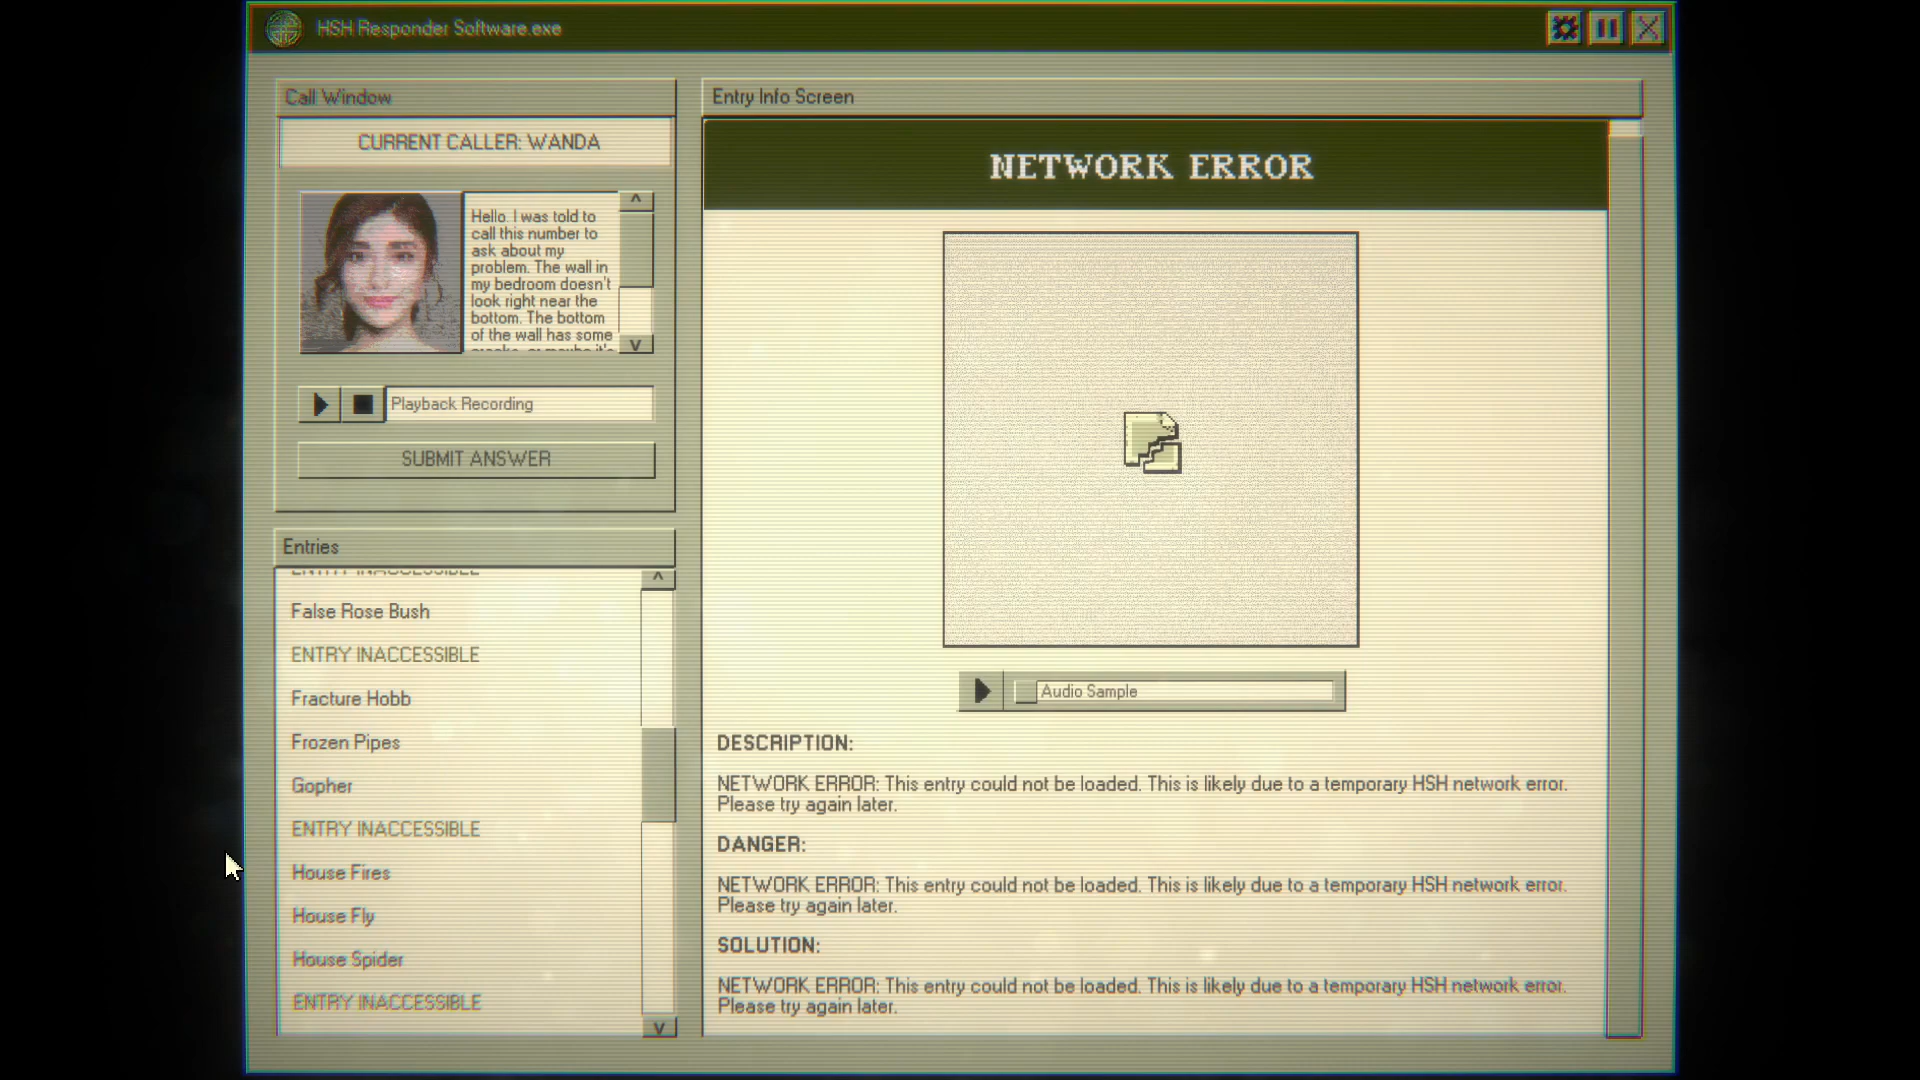 HSH Responder Software.exe
Call Window
CURRENT CALLER: WANDA
Hello. I was told to
call this number to
ask about my
problem. The wall in
my bedroom doesn't
look right near the
bottom. The bottom
of the wall has some
cracks, or maybe it's
Playback Recording
SUBMIT ANSWER
Entries
ENTRY INACCESSIBLE
False Rose Bush
ENTRY INACCESSIBLE
Fracture Hobb
Frozen Pipes
Gopher
ENTRY INACCESSIBLE
House Fires
House Fly
House Spider
ENTRY INACCESSIBLE
Entry Info Screen
NETWORK ERROR
Audio Sample
DESCRIPTION:
NETWORK ERROR: This entry could not be loaded. This is likely due to a temporary HSH network error.
Please try again later.
DANGER:
NETWORK ERROR: This entry could not be loaded. This is likely due to a temporary HSH network error.
Please try again later.
SOLUTION:
NETWORK ERROR: This entry could not be loaded. This is likely due to a temporary HSH network error.
Please try again later.